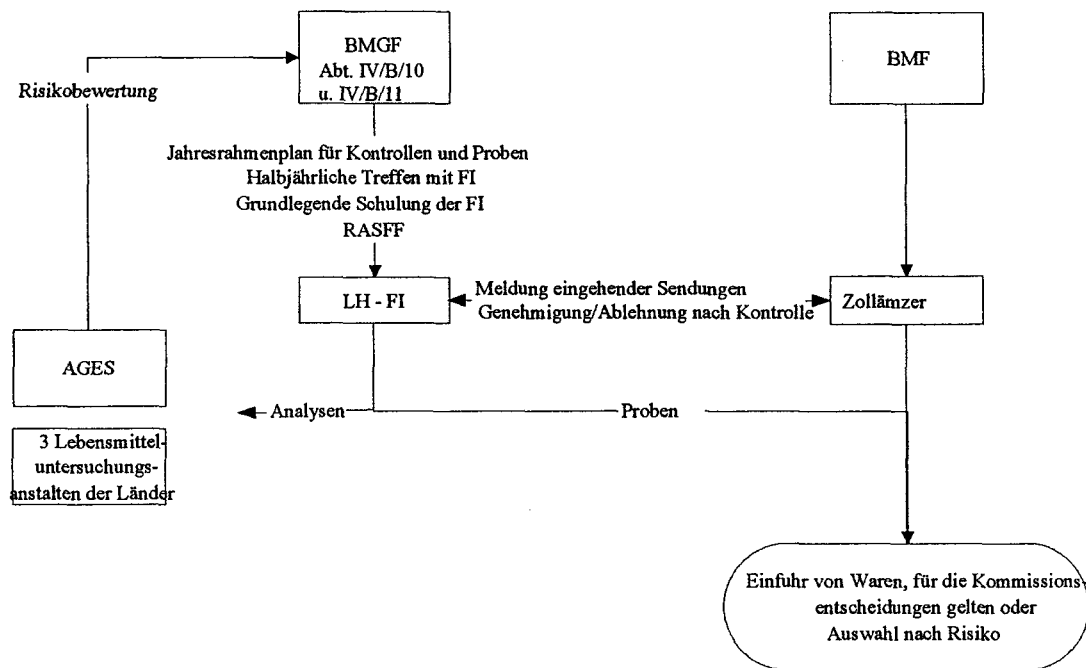 BMGF
Abt. IV/B/10
u. IV/B/11
BMF
Risikobewertung
Jahresrahmenplan für Kontrollen und Proben
Halbjährliche Treffen mit FI
Grundlegende Schulung der FI
RASFF
LH - FI
Meldung eingehender Sendungen
Genehmigung/Ablehnung nach Kontrolle
Zollämzer
AGES
Analysen
Proben
3 Lebensmittel-
untersuchungs-
anstalten der Länder
Einfuhr von Waren, für die Kommissions-
entscheidungen gelten oder
Auswahl nach Risiko